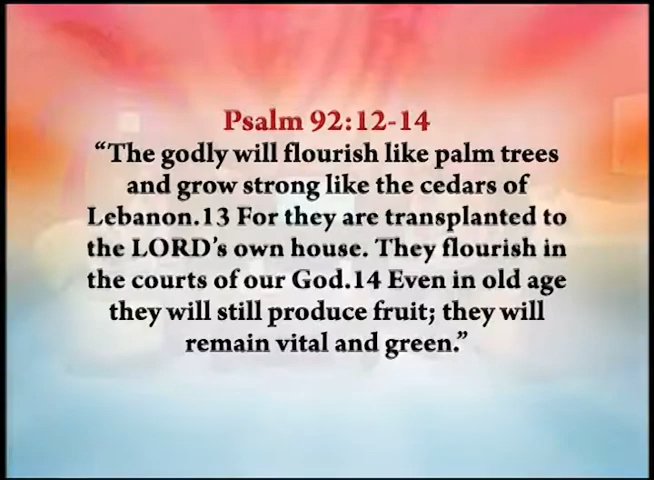 Psalm 92:12-14
“The godly will flourish like palm trees
and grow strong like the cedars of
Lebanon.13 For they are transplanted to
the LORD’s own house. They flourish in
the courts of our God.14 Even in old age
they will still produce fruit; they will
remain vital and green.”